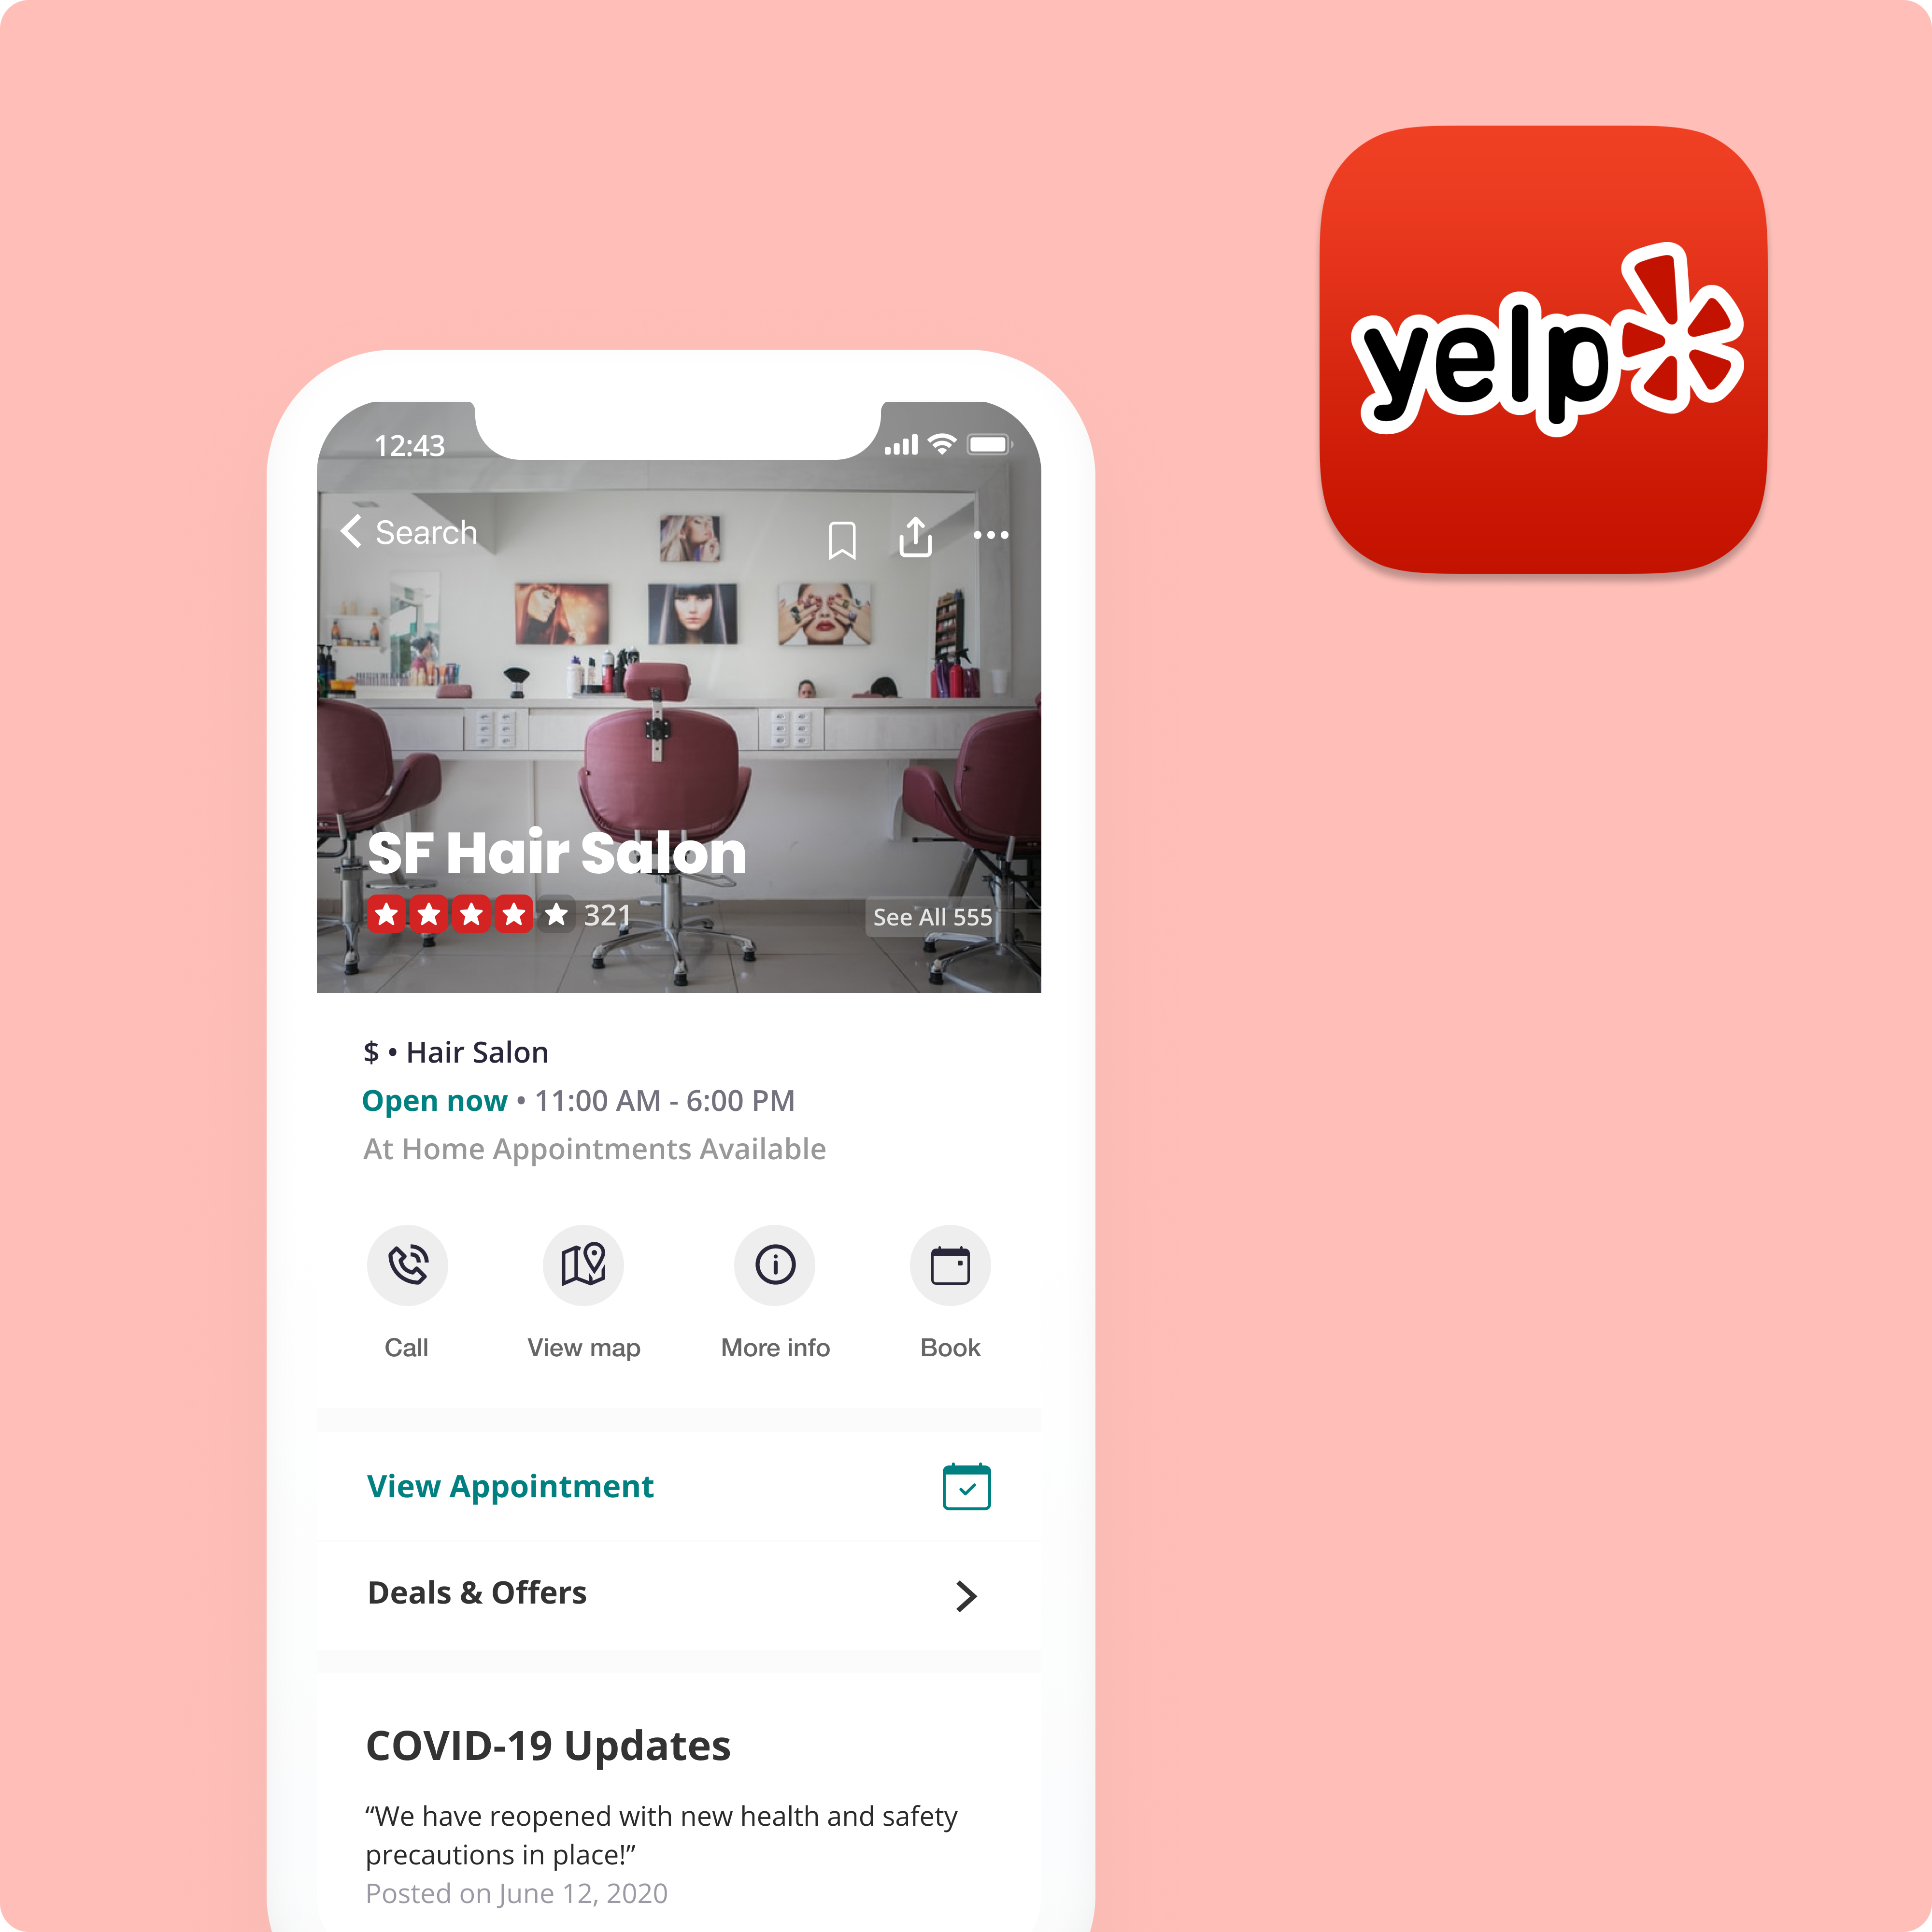 yelp
12:43
Search
SF Hair Salon
321
See All 555
$ • Hair Salon
Open now • 11:00 AM - 6:00 PM
At Home Appointments Available
Call
View map
More info
Book
View Appointment
Deals & Offers
COVID-19 Updates
“We have reopened with new health and safety
precautions in place!”
Posted on June 12, 2020